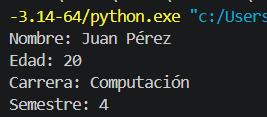 -3.14-64/python.exe "c:/Users
Nombre: Juan Pérez
Edad: 20
Carrera: Computación
Semestre: 4